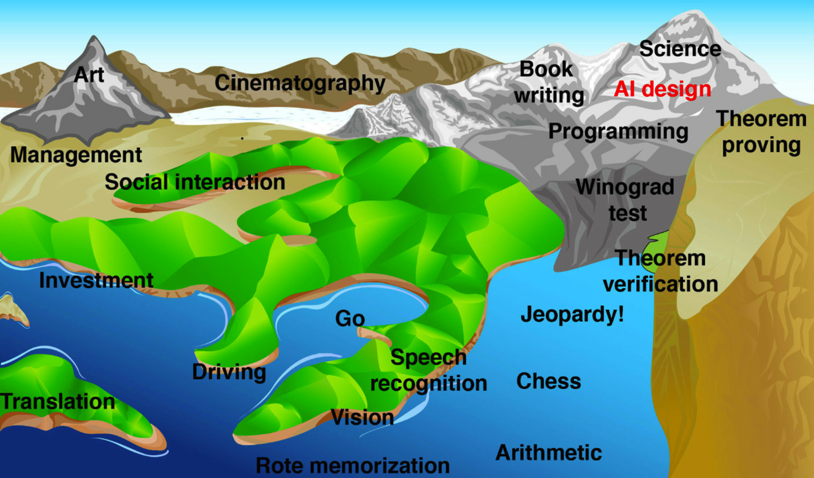 Science
Art
Book
writing
Cinematography
AI design
Theorem
proving
Programming
Management
Social interaction
Winograd
test
Theorem
verification
Investment
Go
Jeopardy!
Speech
recognition
Driving
Chess
Translation
Vision
Arithmetic
Rote memorization